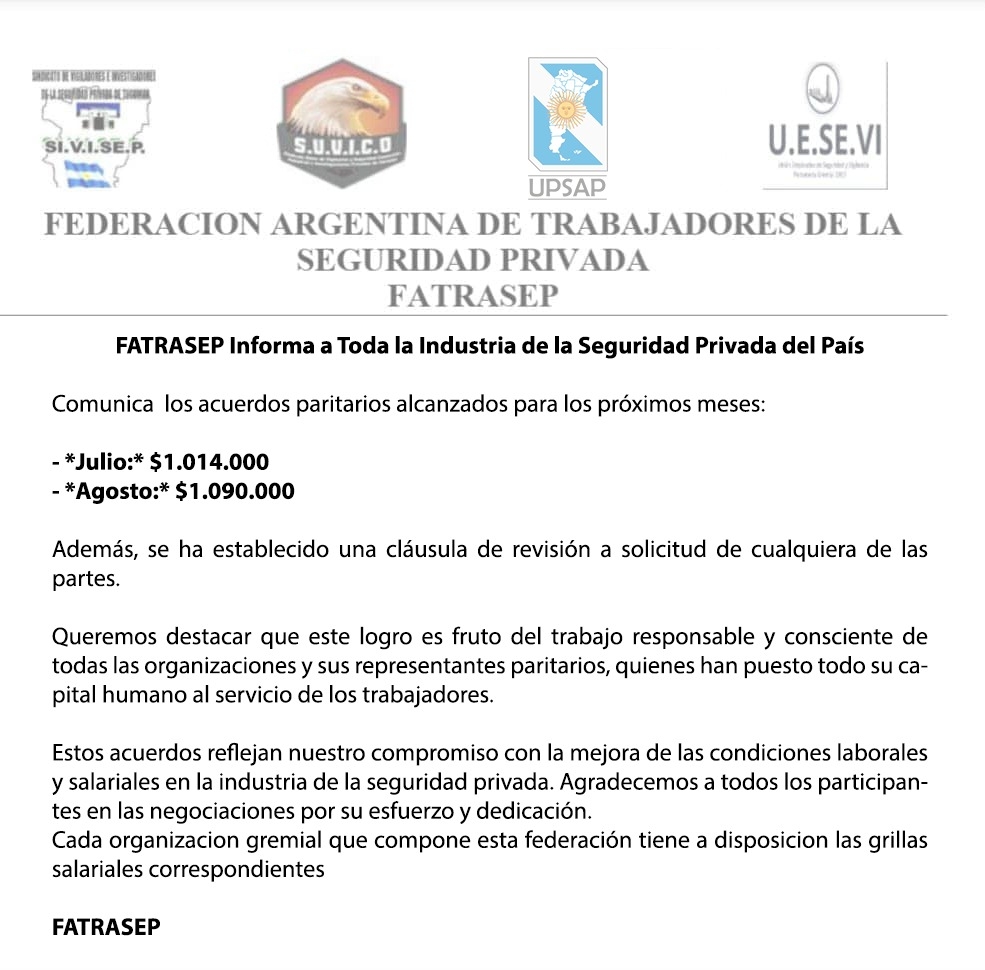 SINDICATO DE VIGILADORES E INVESTIGADORES
DE LA SEGURIDAD PRIVADA DE TUCUMAN
SI.V.I.SE.P.
S.U.V.I.C.O
UPSAP
U.E.SE.VI
FEDERACION ARGENTINA DE TRABAJADORES DE LA
SEGURIDAD PRIVADA
FATRASEP
FATRASEP Informa a Toda la Industria de la Seguridad Privada del País
Comunica los acuerdos paritarios alcanzados para los próximos meses:
- *Julio:* $1.014.000
- *Agosto:* $1.090.000
Además, se ha establecido una cláusula de revisión a solicitud de cualquiera de las
partes.
Queremos destacar que este logro es fruto del trabajo responsable y consciente de
todas las organizaciones y sus representantes paritarios, quienes han puesto todo su ca-
pital humano al servicio de los trabajadores.
Estos acuerdos reflejan nuestro compromiso con la mejora de las condiciones laborales
y salariales en la industria de la seguridad privada. Agradecemos a todos los participan-
tes en las negociaciones por su esfuerzo y dedicación.
Cada organizacion gremial que compone esta federación tiene a disposicion las grillas
salariales correspondientes
FATRASEP